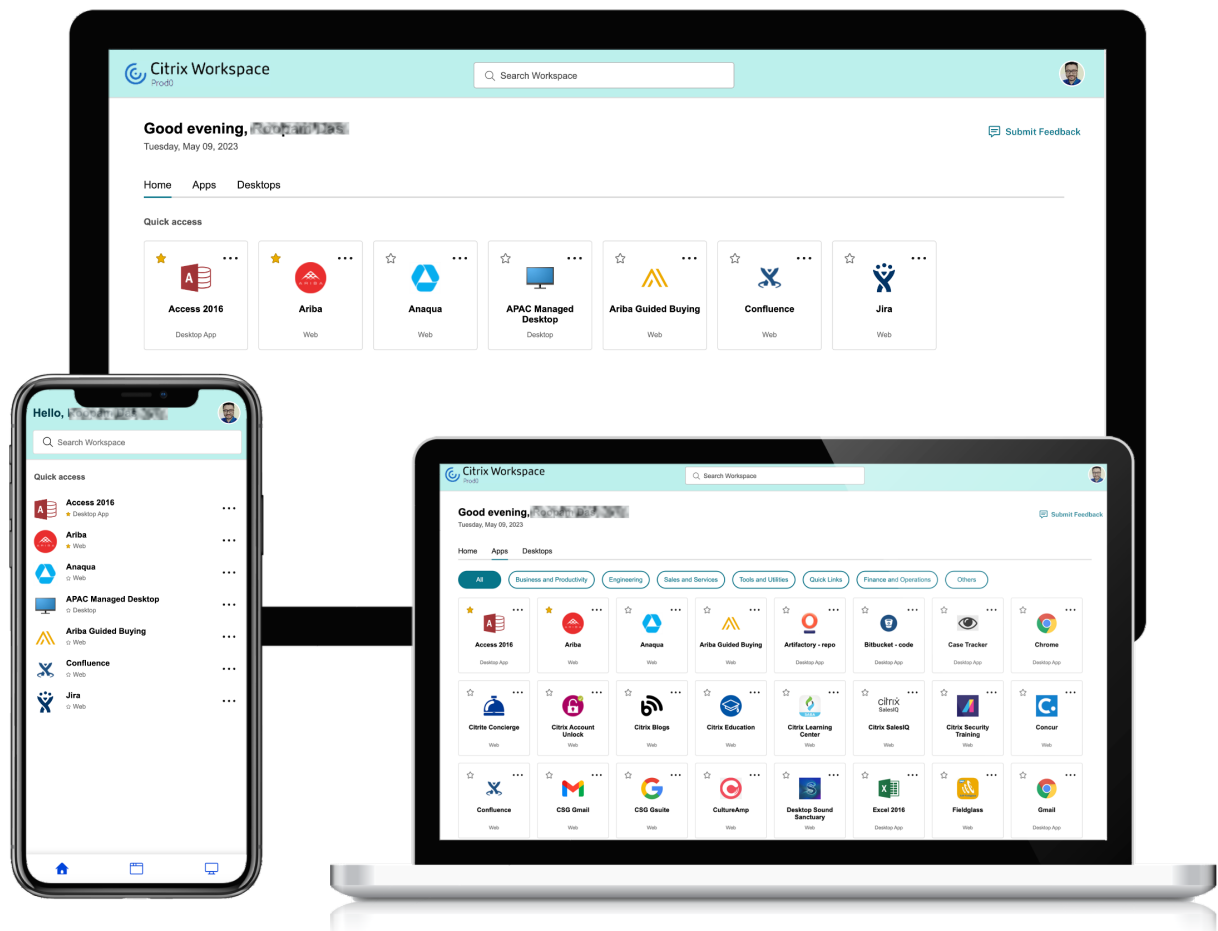 Citrix Workspace
Prod0
Search Workspace
Good evening,
Submit Feedback
Tuesday, May 09, 2023
Home Apps Desktops
Quick access
Access 2016
Desktop App
ARIBA
Ariba
Web
Anaqua
Web
APAC Managed
Desktop
Desktop
Ariba Guided Buying
Web
Confluence
Web
Jira
Web
Hello,
Search Workspace
Quick access
Access 2016
Desktop App
Ariba
Web
Anaqua
Web
APAC Managed Desktop
Desktop
Ariba Guided Buying
Web
Confluence
Web
Jira
Web
Citrix Workspace
Prod0
Search Workspace
Good evening,
Submit Feedback
Tuesday, May 09, 2023
Home Apps Desktops
All Business and Productivity Engineering Sales and Services Tools and Utilities Quick Links Finance and Operations Others
Access 2016
Desktop App
Ariba
Web
Anaqua
Web
Ariba Guided Buying
Web
Artifactory - repo
Desktop App
Bitbucket - code
Desktop App
Case Tracker
Desktop App
Chrome
Desktop App
Citrite Concierge
Web
Citrix Account
Unlock
Web
Citrix Blogs
Web
Citrix Education
Web
Citrix Learning
Center
Web
citrix
SalesIQ
Citrix SalesIQ
Web
Citrix Security
Training
Web
C.
Concur
Web
Confluence
Web
CSG Gmail
Web
CSG Gsuite
Web
CultureAmp
Web
Desktop Sound
Sanctuary
Web
Excel 2016
Desktop App
Fieldglass
Web
Gmail
Desktop App